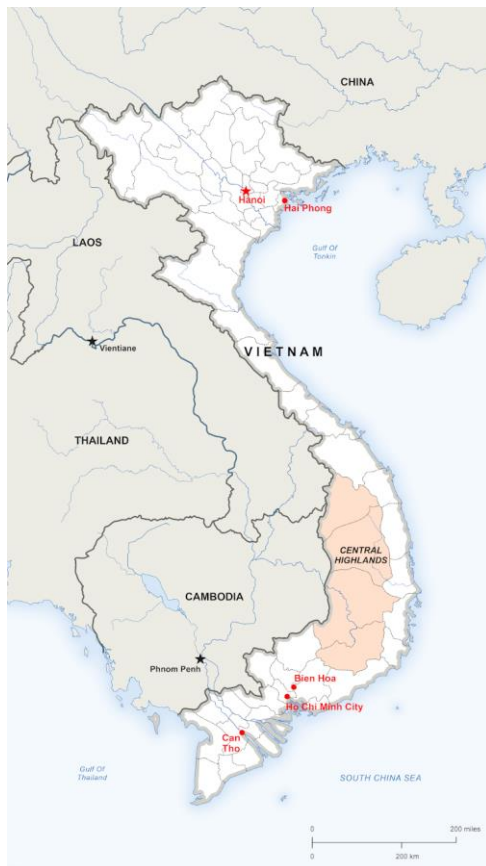 CHINA
Hanoi
Hai Phong
LAOS
Gulf Of
Tonkin
Vientiane
VIETNAM
THAILAND
CENTRAL
HIGHLANDS
CAMBODIA
Phnom Penh
Bien Hoa
Ho Chi Minh City
Can
Tho
Gulf Of
Thailand
SOUTH CHINA SEA
0 200 miles
0 200 km